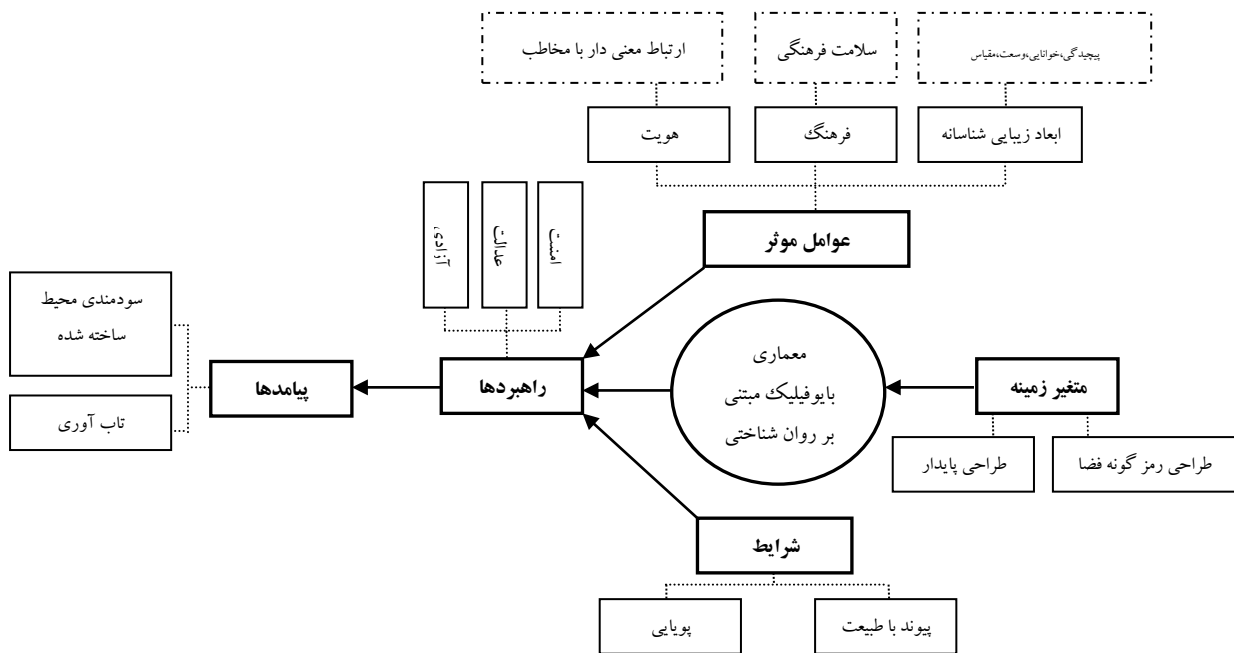 ارتباط معنی دار با مخاطب
سلامت فرهنگی
پیچیدگی،خوانایی،وسعت،مقیاس
هویت
فرهنگ
ابعاد زیبایی شناسانه
عوامل موثر
آزادی،
عدالت
امنیت
سودمندی محیط
ساخته شده
تاب آوری
پیامدها
راهبردها
معماری
بایوفیلیک مبتنی
بر روان شناختی
متغیر زمینه
طراحی پایدار
طراحی رمز گونه فضا
شرایط
پویایی
پیوند با طبیعت